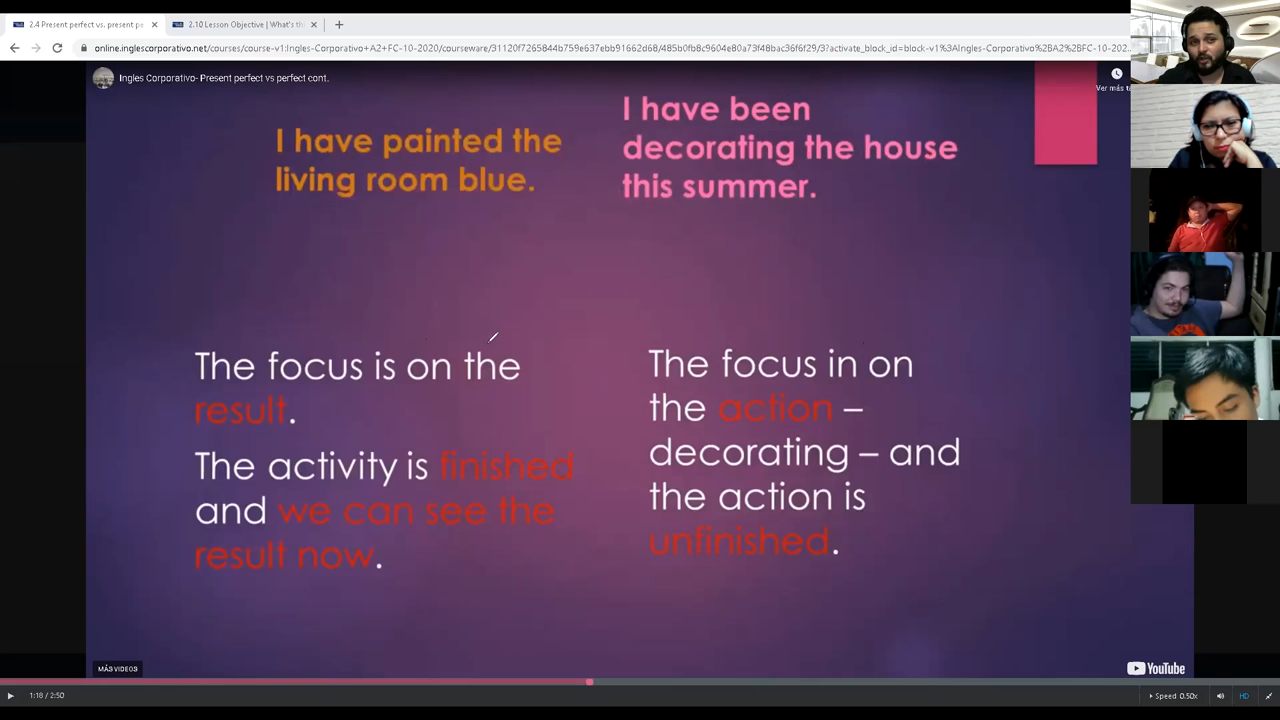 2.4 Present perfect vs. present pe
2.10 Lesson Objective | What's th
online.inglescorporativo.net/courses/course-v1:Ingles-Corporativo+A2+FC-10-2020/courseware/31120f7265844b759e637ebb91662d68/485b0fb8c9604e80a73f48bac36f6f29/3?activate_block_id=block-v1%3AIngles-Corporativo%2BA2%2BFC-10-202...
Ingles Corporativo- Present perfect vs perfect cont.
Ver más ta
I have painted the
living room blue.
I have been
decorating the house
this summer.
The focus is on the
result.
The activity is finished
and we can see the
result now.
The focus in on
the action –
decorating – and
the action is
unfinished.
MÁS VIDEOS
YouTube
1:18 / 2:50
Speed 0.50x
HD